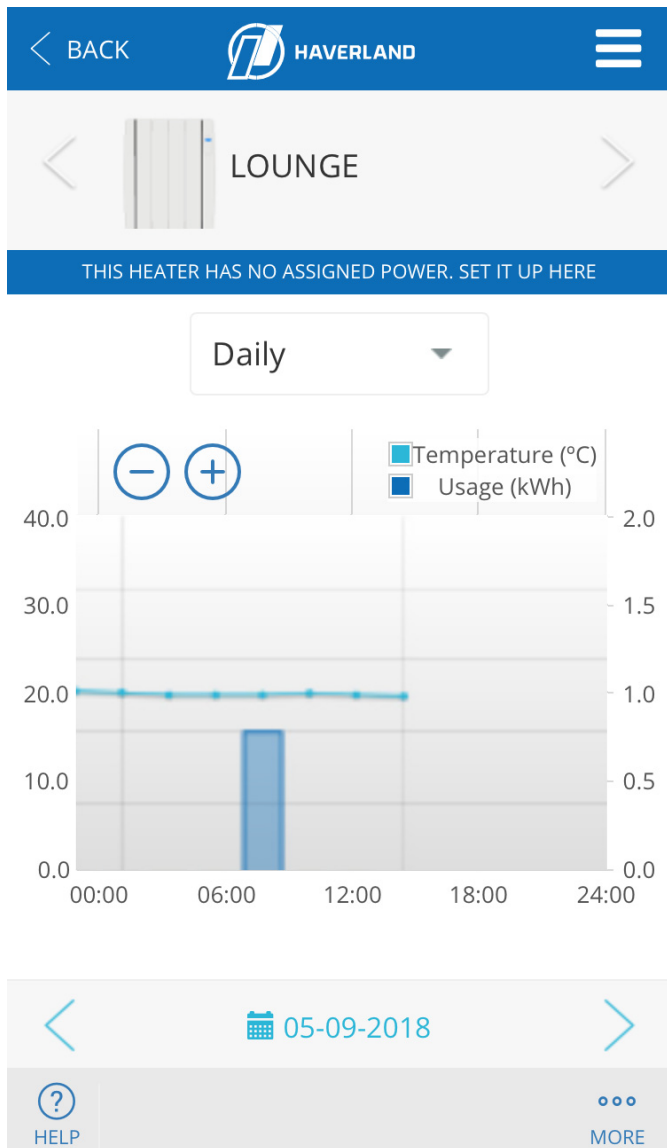 BACK
HAVERLAND
LOUNGE
THIS HEATER HAS NO ASSIGNED POWER. SET IT UP HERE
Daily
Temperature (ºC)
Usage (kWh)
40.0 2.0
30.0 1.5
20.0 1.0
10.0 0.5
0.0 0.0
00:00 06:00 12:00 18:00 24:00
05-09-2018
?
HELP MORE